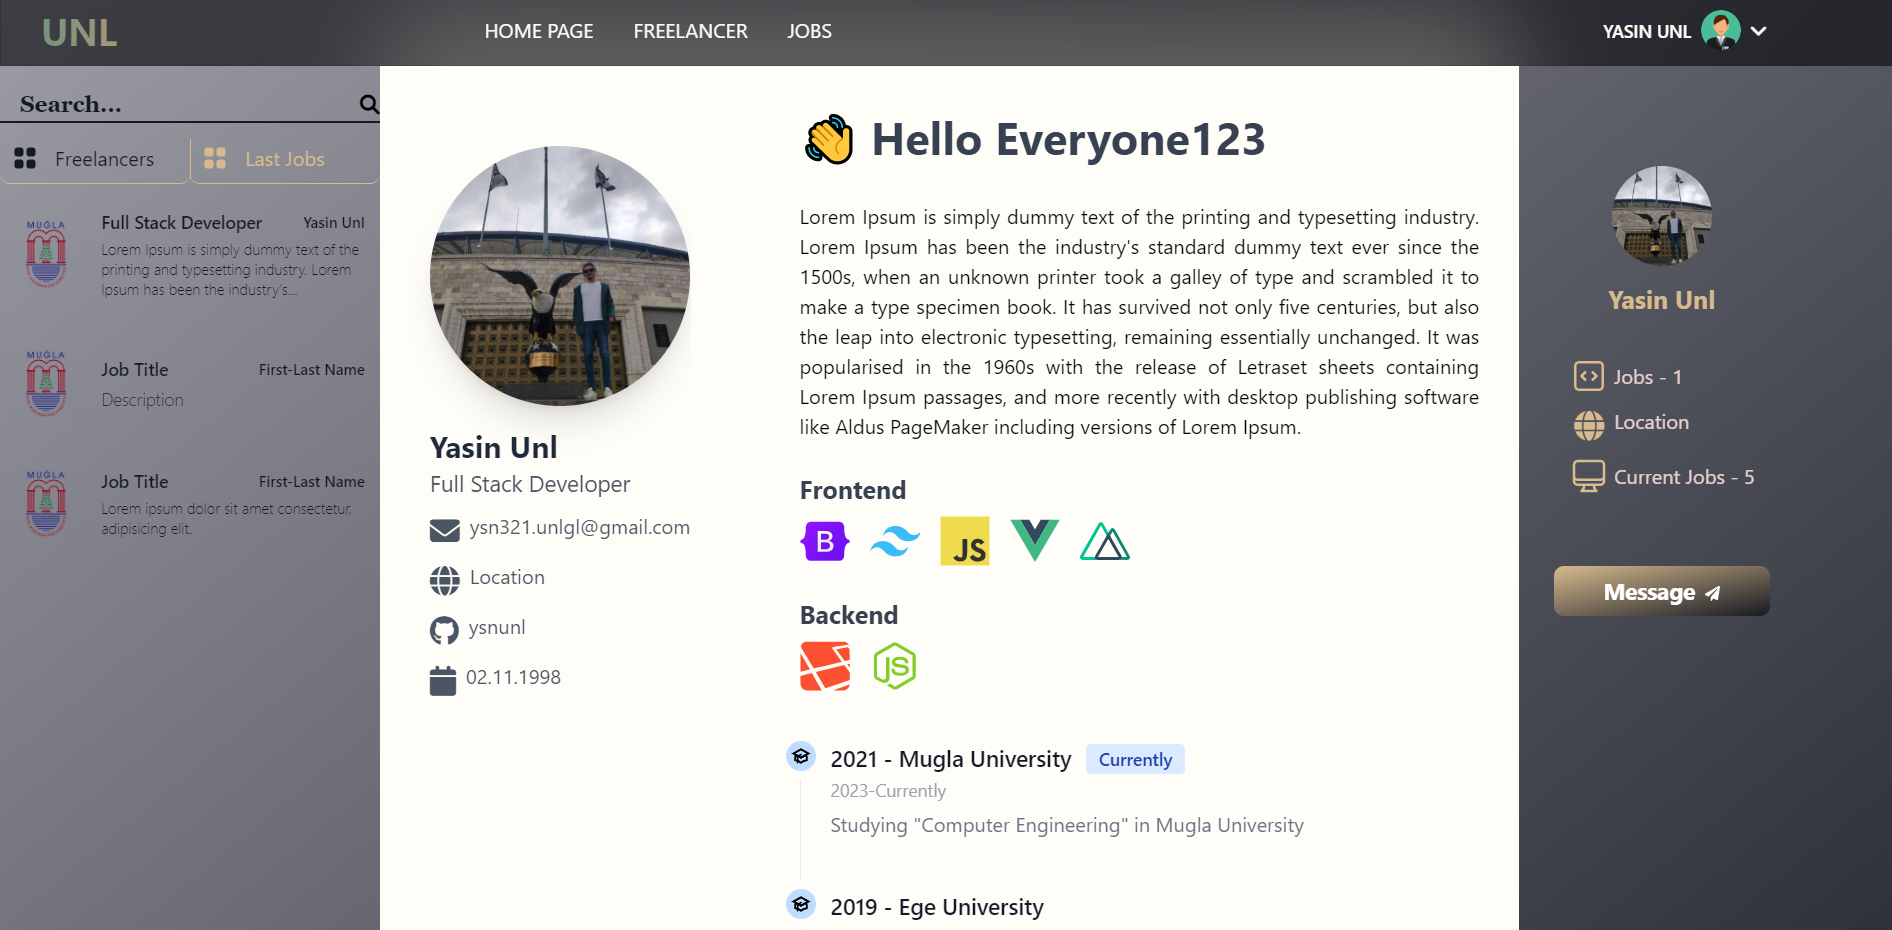 UNL
HOME PAGE FREELANCER JOBS
YASIN UNL
Search...
Freelancers Last Jobs
MUĞLA
Full Stack Developer Yasin Unl
Lorem Ipsum is simply dummy text of the
printing and typesetting industry. Lorem
Ipsum has been the industry's...
MUĞLA
Job Title First-Last Name
Description
MUĞLA
Job Title First-Last Name
Lorem ipsum dolor sit amet consectetur,
adipisicing elit.
Yasin Unl
Full Stack Developer
ysn321.unlgl@gmail.com
Location
ysnunl
02.11.1998
Hello Everyone123
Lorem Ipsum is simply dummy text of the printing and typesetting industry.
Lorem Ipsum has been the industry's standard dummy text ever since the
1500s, when an unknown printer took a galley of type and scrambled it to
make a type specimen book. It has survived not only five centuries, but also
the leap into electronic typesetting, remaining essentially unchanged. It was
popularised in the 1960s with the release of Letraset sheets containing
Lorem Ipsum passages, and more recently with desktop publishing software
like Aldus PageMaker including versions of Lorem Ipsum.
Frontend
B
JS
Backend
JS
2021 - Mugla University Currently
2023-Currently
Studying "Computer Engineering" in Mugla University
2019 - Ege University
Yasin Unl
Jobs - 1
Location
Current Jobs - 5
Message